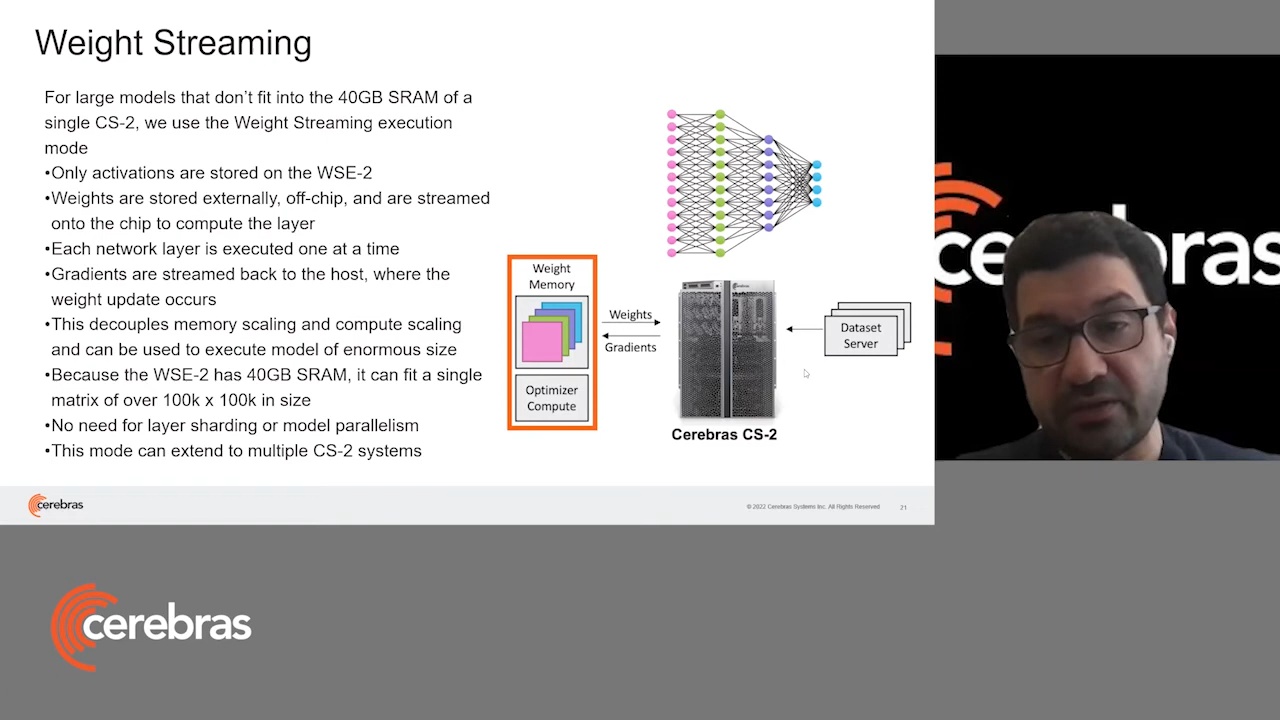 Weight Streaming
For large models that don't fit into the 40GB SRAM of a
single CS-2, we use the Weight Streaming execution
mode
•Only activations are stored on the WSE-2
•Weights are stored externally, off-chip, and are streamed
onto the chip to compute the layer
•Each network layer is executed one at a time
•Gradients are streamed back to the host, where the
weight update occurs
•This decouples memory scaling and compute scaling
and can be used to execute model of enormous size
•Because the WSE-2 has 40GB SRAM, it can fit a single
matrix of over 100k x 100k in size
•No need for layer sharding or model parallelism
•This mode can extend to multiple CS-2 systems
Weight
Memory
Optimizer
Compute
Weights
Gradients
Cerebras CS-2
Dataset
Server
cerebras
© 2022 Cerebras Systems Inc. All Rights Reserved
21
cerebras